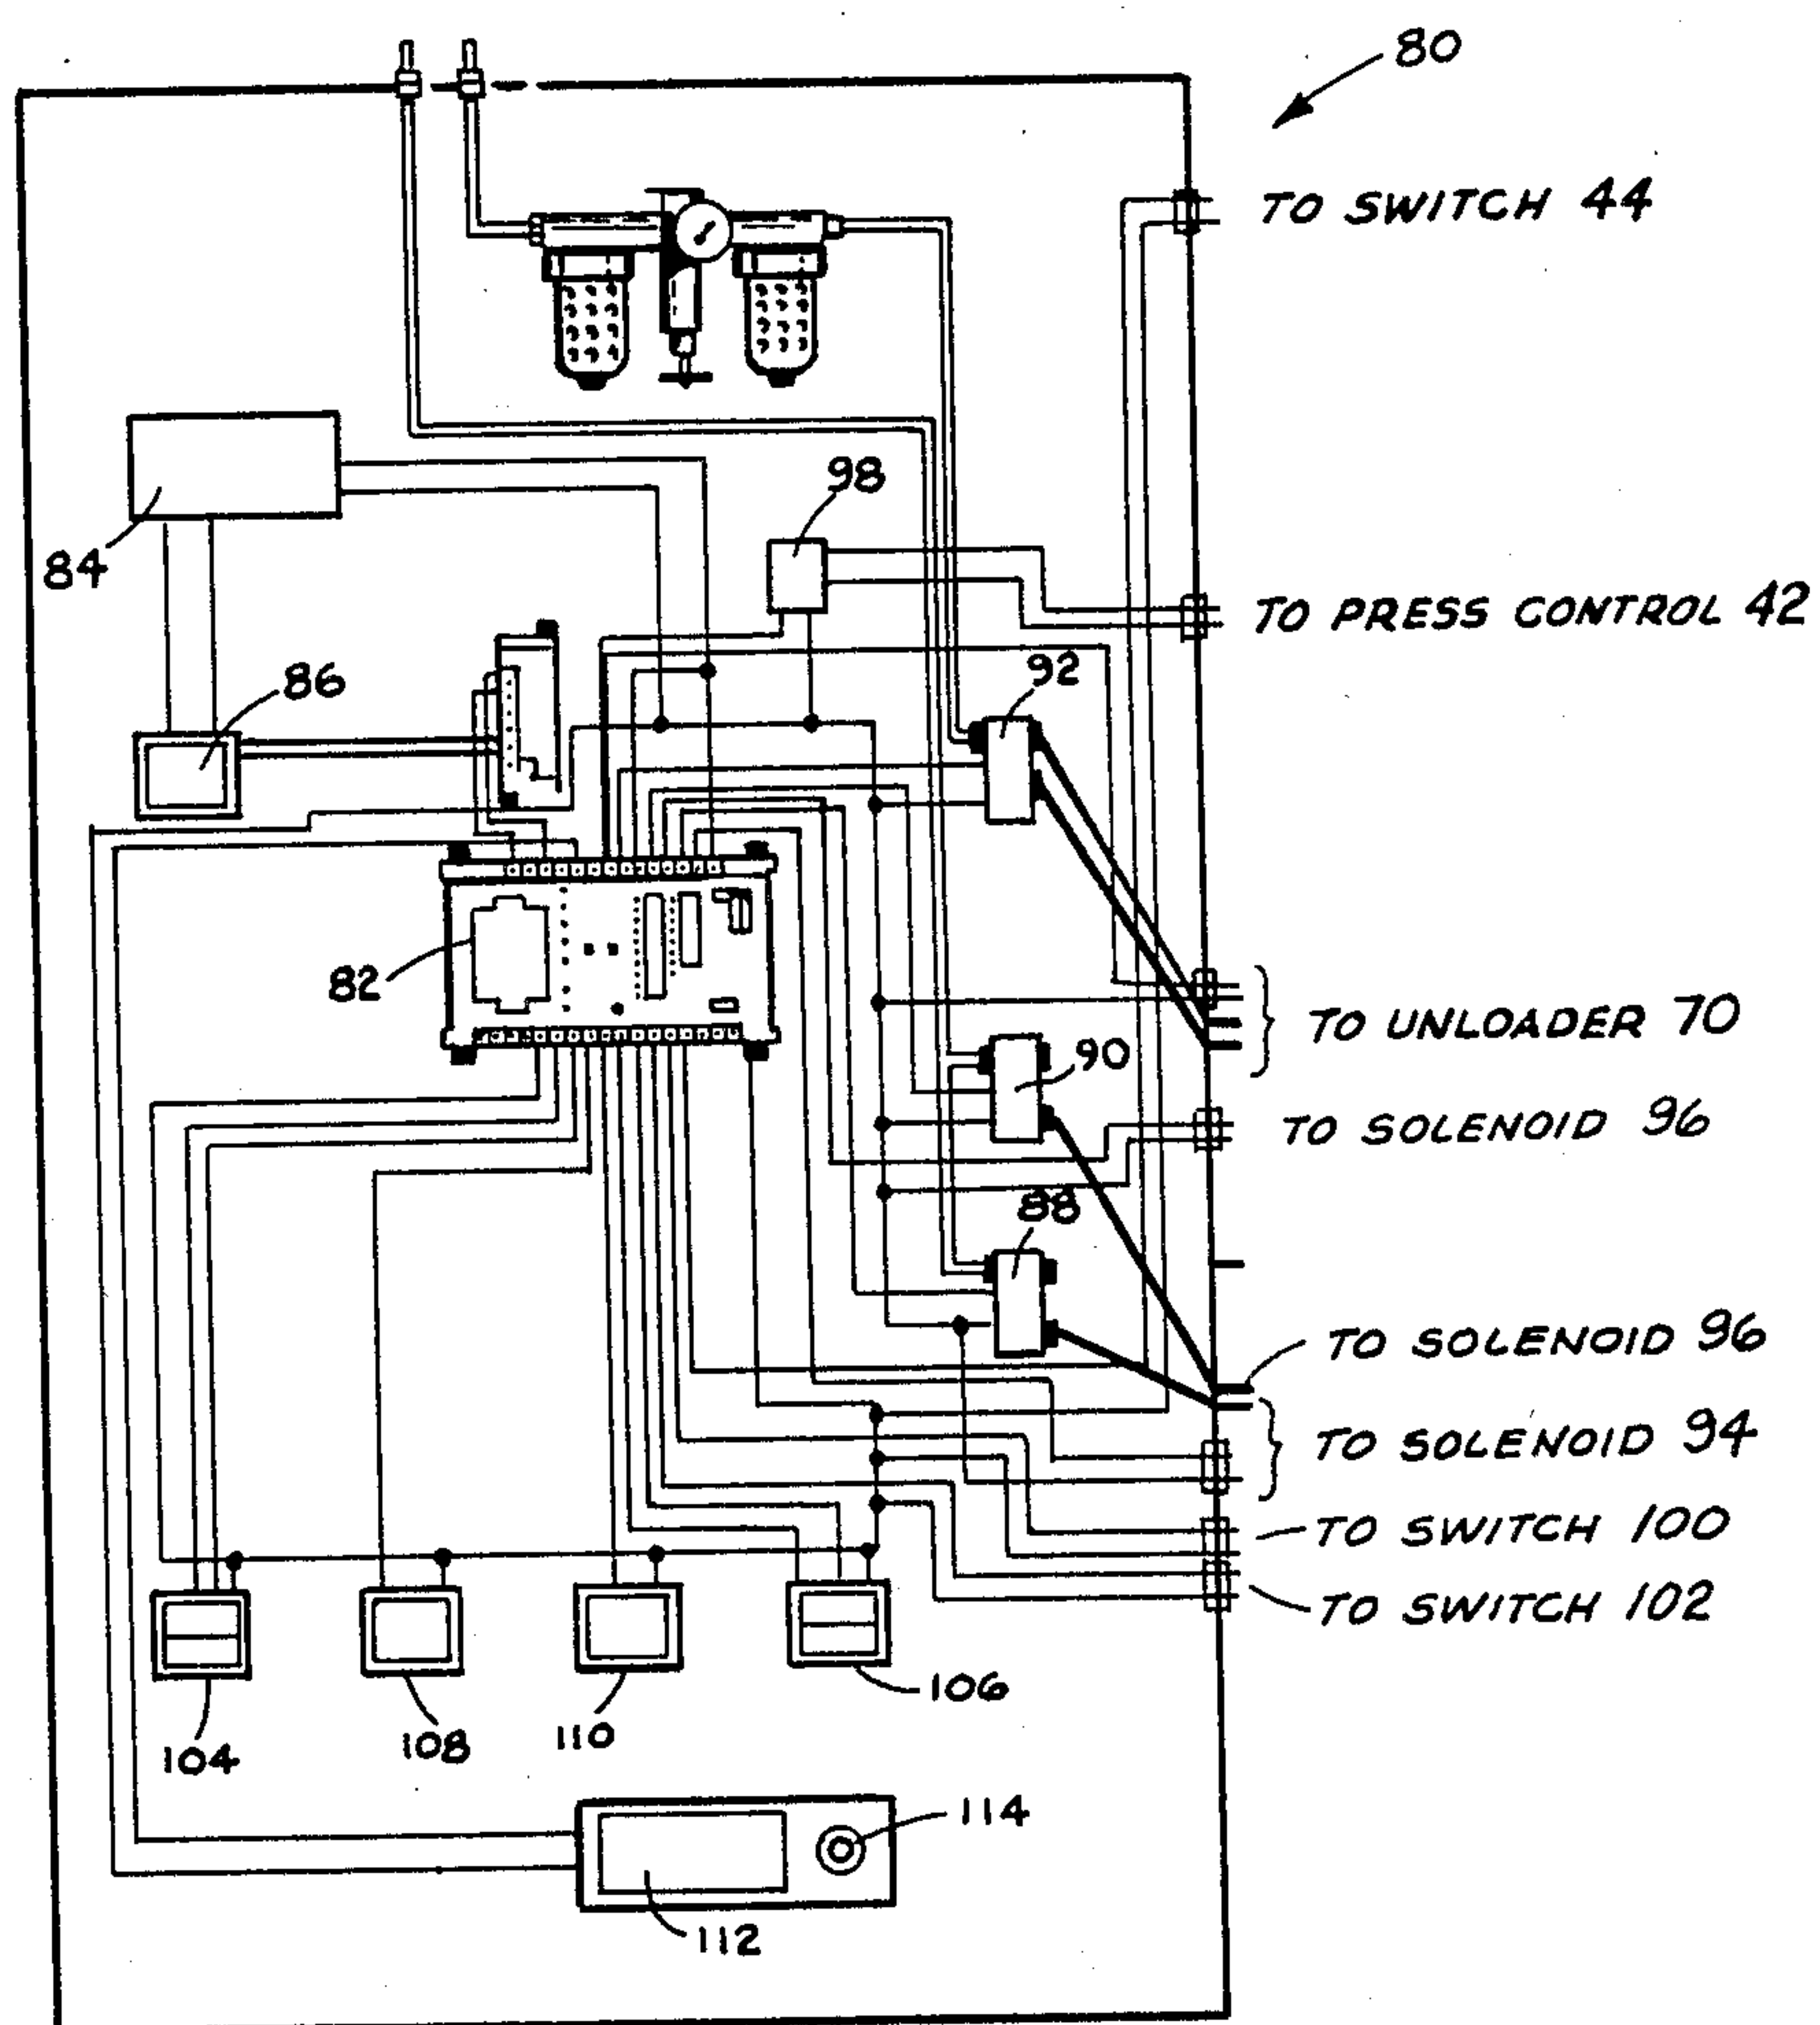 80
TO SWITCH 44
98
84
TO PRESS CONTROL 42
92
86
82
TO UNLOADER 70
90
TO SOLENOID 96
88
TO SOLENOID 96
TO SOLENOID 94
TO SWITCH 100
TO SWITCH 102
106
104
108
110
114
112